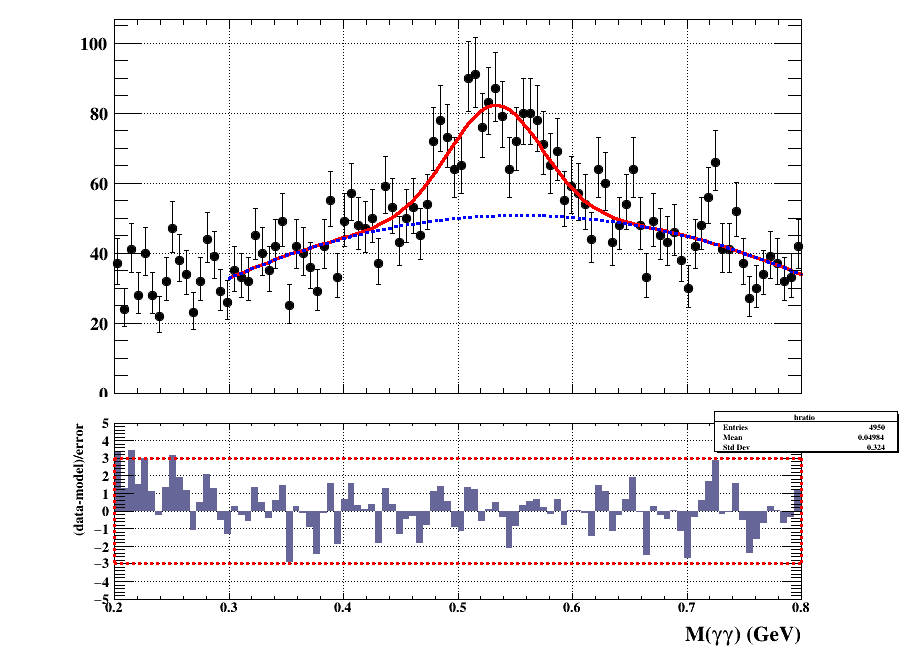 100
80
60
40
20
0
hratio
Entries 4950
Mean 0.04984
Std Dev 0.324
(data-model)/error
5
4
3
2
1
0
−1
−2
−3
−4
−5
0.2 0.3 0.4 0.5 0.6 0.7 0.8
M(γγ) (GeV)